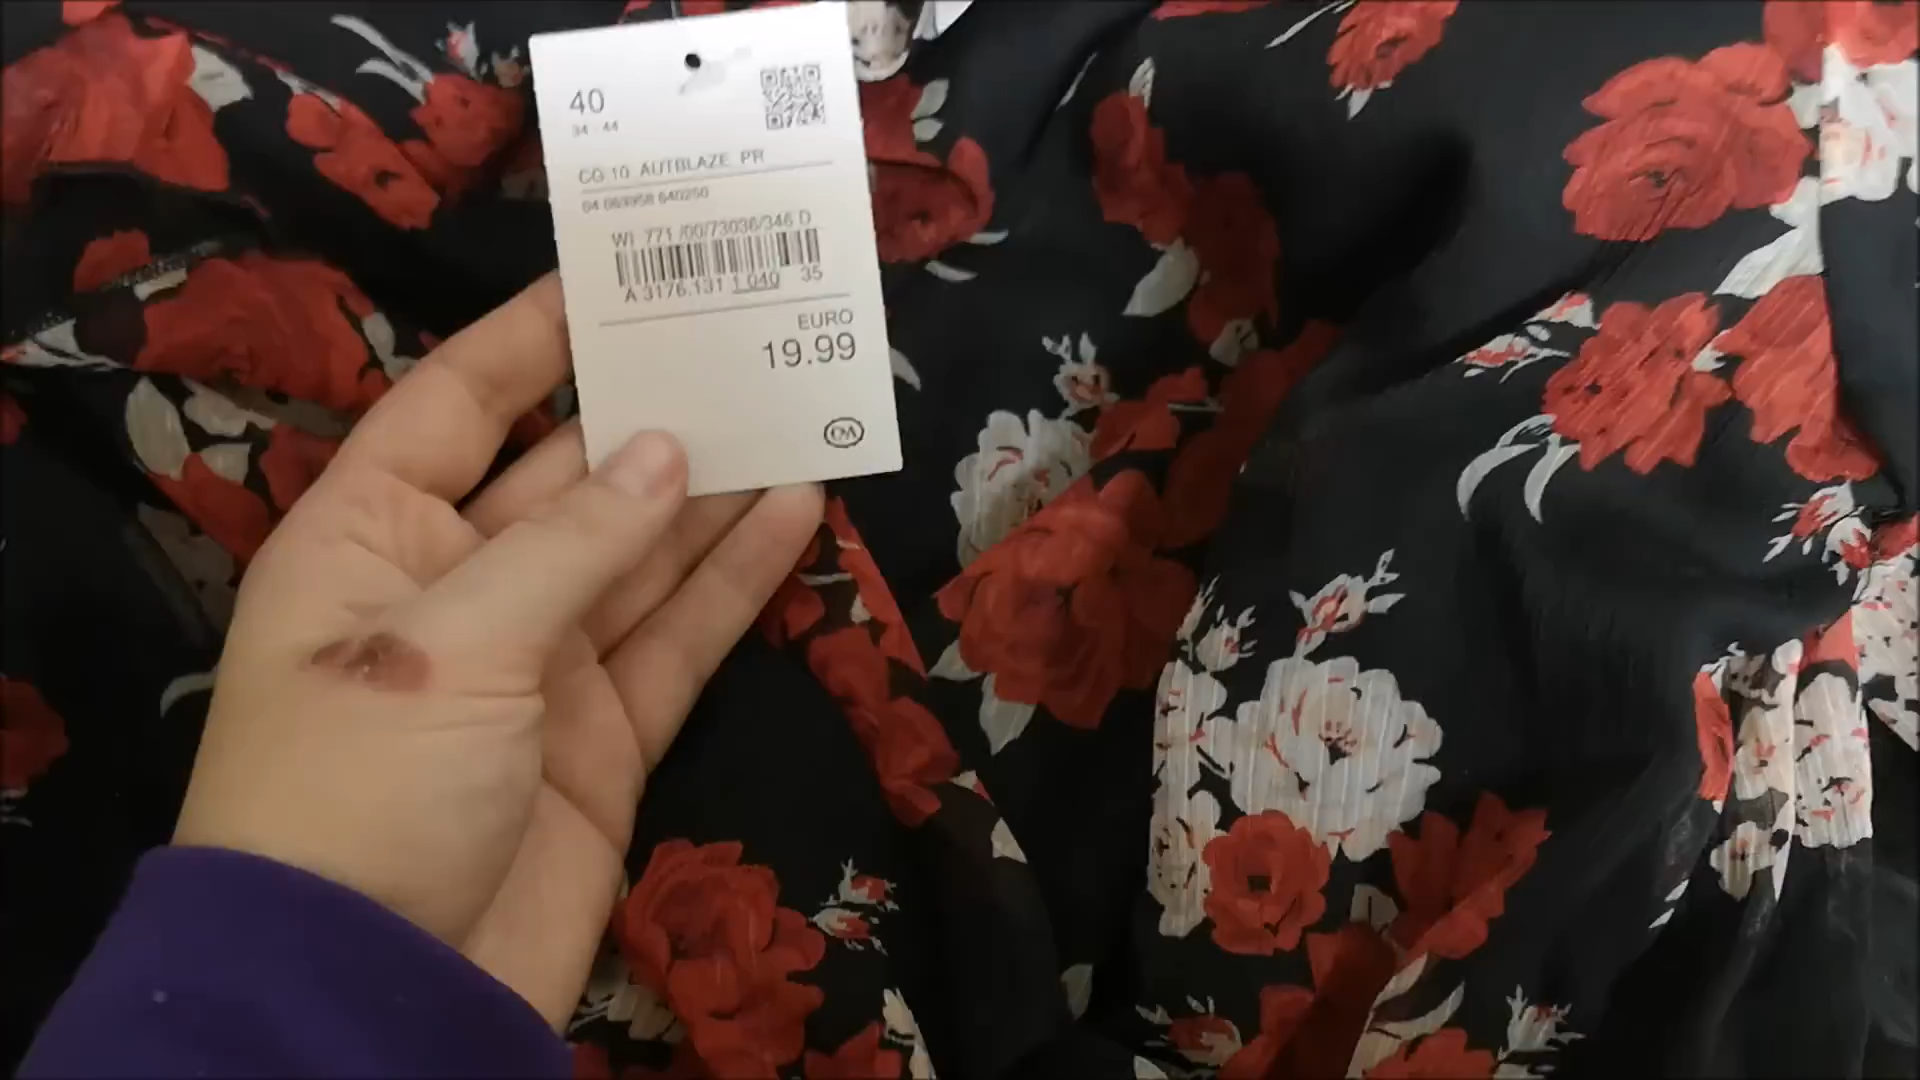 40
34 - 44
CG 10 AUTBLAZE PR
WI 771 /00/73036/346 D
A 3176.131 1 040 35
EURO
19.99
C&A